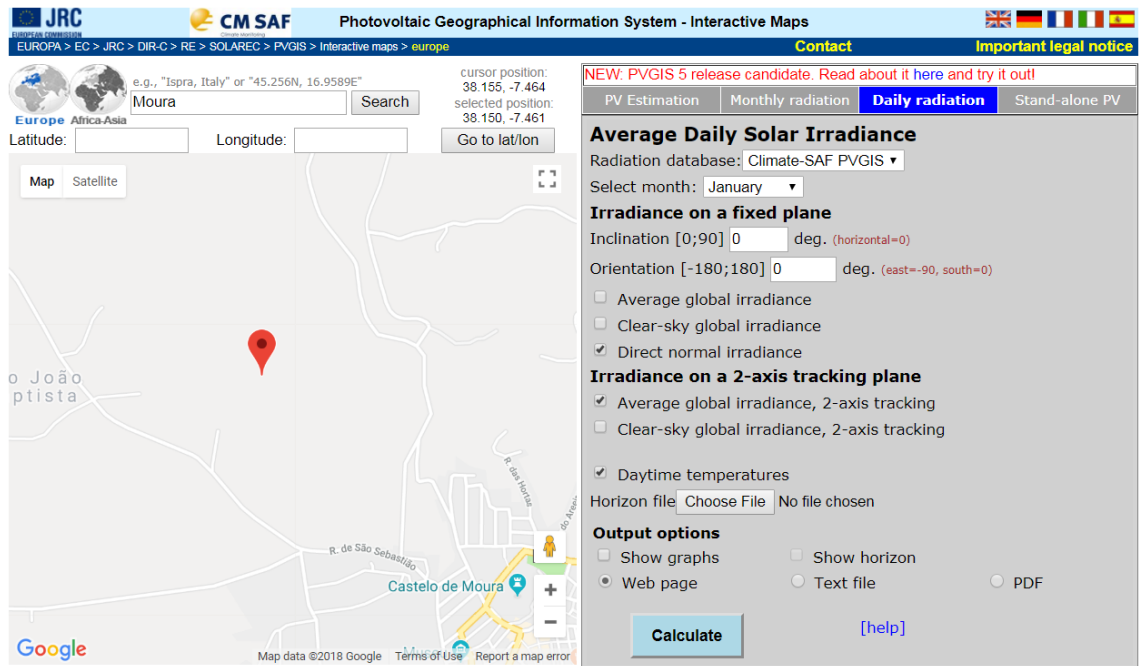 JRC
EUROPEAN COMMISSION
CM SAF
Climate Monitoring
Photovoltaic Geographical Information System - Interactive Maps
EUROPA > EC > JRC > DIR-C > RE > SOLAREC > PVGIS > Interactive maps > europe
Contact
Important legal notice
e.g., "Ispra, Italy" or "45.256N, 16.9589E"
Moura
Search
Europe Africa-Asia
cursor position:
38.155, -7.464
selected position:
38.150, -7.461
Latitude:
Longitude:
Go to lat/lon
Map
Satellite
o João
ptista
R. das Hortas
do Areei
R. de São Sebastião
Castelo de Moura
Google
Map data ©2018 Google
Terms of Use
Report a map error
NEW: PVGIS 5 release candidate. Read about it here and try it out!
PV Estimation
Monthly radiation
Daily radiation
Stand-alone PV
Average Daily Solar Irradiance
Radiation database: Climate-SAF PVGIS
Select month: January
Irradiance on a fixed plane
Inclination [0;90] 0 deg. (horizontal=0)
Orientation [-180;180] 0 deg. (east=-90, south=0)
Average global irradiance
Clear-sky global irradiance
Direct normal irradiance
Irradiance on a 2-axis tracking plane
Average global irradiance, 2-axis tracking
Clear-sky global irradiance, 2-axis tracking
Daytime temperatures
Horizon file Choose File No file chosen
Output options
Show graphs
Show horizon
Web page
Text file
PDF
Calculate
[help]